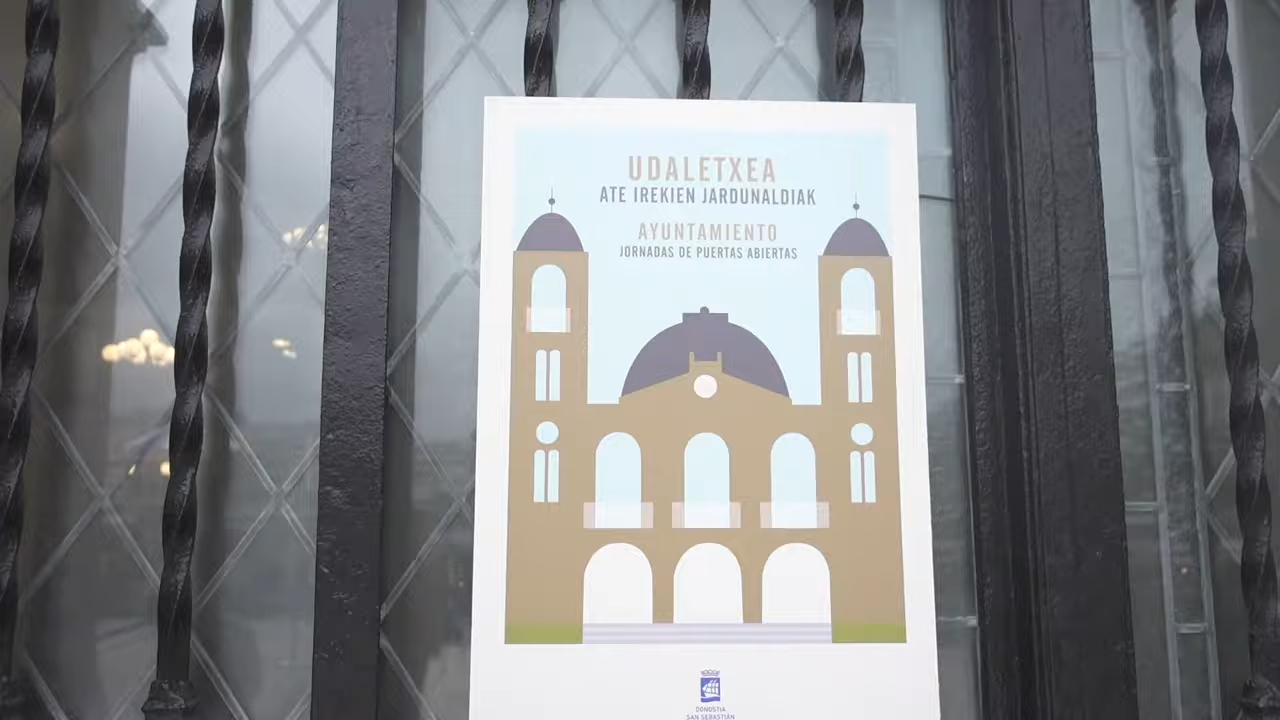 UDALETXEA
ATE IREKIEN JARDUNALDIAK
AYUNTAMIENTO
JORNADAS DE PUERTAS ABIERTAS
DONOSTIA
SAN SEBASTIÁN